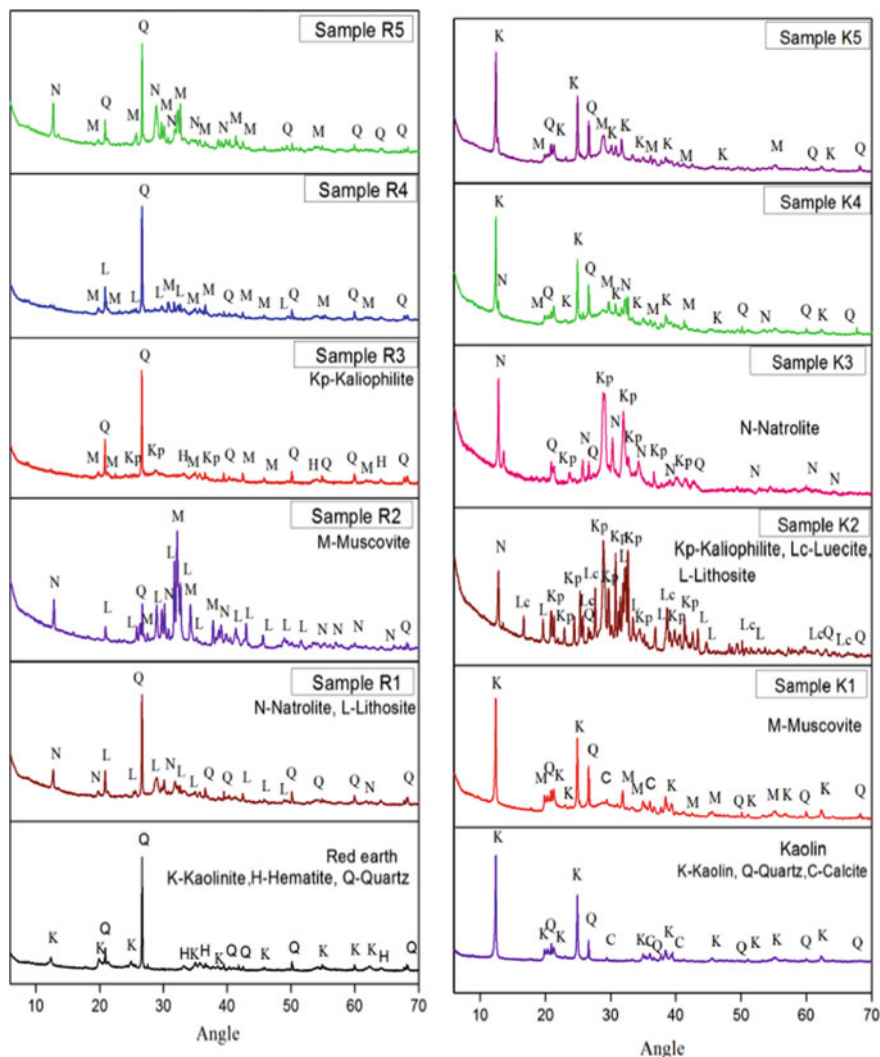 Sample R5
Q
N
M
Q
M
N
M
N
M
N
M
N
M
M
Q
M
Q
Q
Q
Sample R4
Q
L
M
M
L
L
M
L
M
M
Q
M
M
L
Q
M
Q
M
Q
Sample R3
Kp-Kaliophilite
Q
Q
M
M
Kp
Kp
H
M
Kp
Q
M
M
Q
H
Q
Q
M
H
Q
Sample R2
M-Muscovite
N
L
L
Q
M
L
N
L
M
L
M
L
M
N
L
L
L
L
L
N
N
N
N
Q
Sample R1
N-Natrolite, L-Lithosite
Q
N
N
L
L
L
N
L
L
Q
Q
L
L
L
Q
Q
Q
N
Q
Red earth
K-Kaolinite,H-Hematite, Q-Quartz
Q
K
K
Q
K
H
K
H
K
Q
Q
K
Q
K
K
K
H
Q
10 20 30 40 50 60 70
Angle
Sample K5
K
M
Q
K
K
Q
M
K
K
K
M
K
M
K
M
Q
K
Q
Sample K4
K
N
M
Q
K
K
Q
M
K
N
K
M
K
M
K
Q
N
Q
K
Q
Sample K3
N-Natrolite
N
Q
Kp
N
Q
Kp
N
Kp
Kp
N
Kp
N
Kp
Q
N
N
N
Sample K2
Kp-Kaliophilite, Lc-Luecite,
L-Lithosite
N
Lc
L
Kp
Kp
Kp
Lc
Q
Lc
Kp
Kp
Kp
L
Kp
L
Kp
L
Lc
Kp
Kp
L
L
Lc
L
Lc
Q
Lc
Q
Sample K1
M-Muscovite
K
M
Q
K
K
K
Q
C
M
M
C
K
M
M
Q
K
M
K
Q
K
Q
Kaolin
K-Kaolin, Q-Quartz,C-Calcite
K
K
Q
K
K
Q
C
K
C
Q
K
C
K
Q
K
K
Q
K
Q
10 20 30 40 50 60 70
Angle